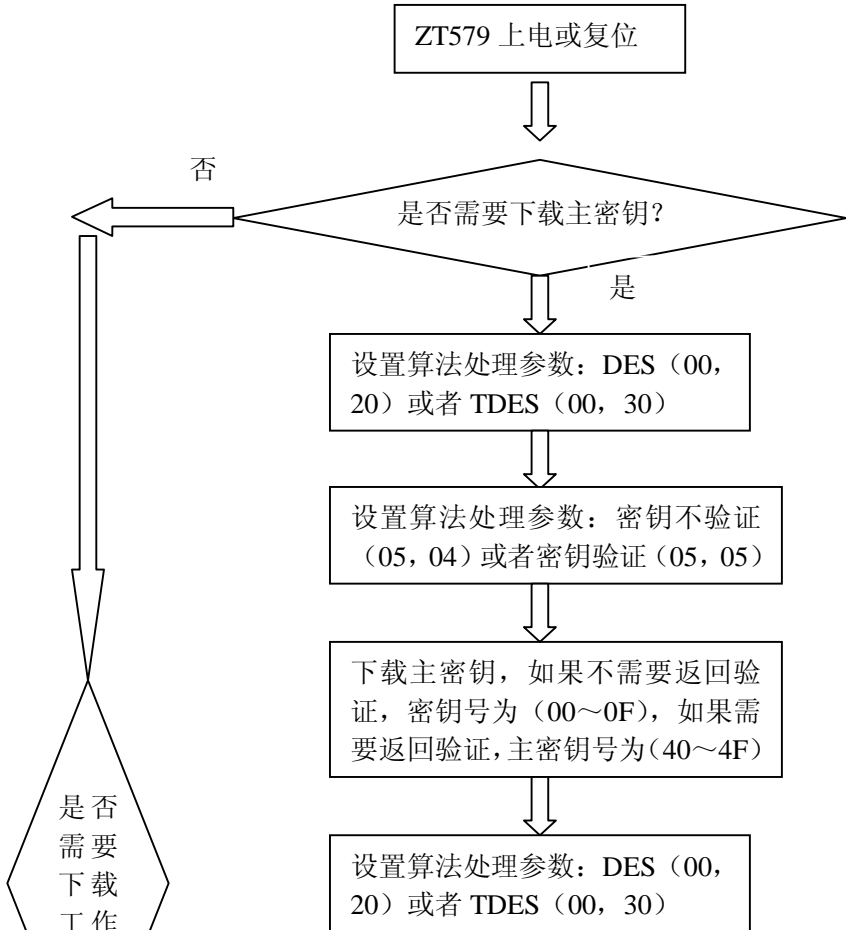 ZT579 上电或复位
否
是否需要下载主密钥?
是
设置算法处理参数：DES（00，
20）或者 TDES（00，30）
设置算法处理参数：密钥不验证
（05，04）或者密钥验证（05，05）
下载主密钥，如果不需要返回验
证，密钥号为（00～0F），如果需
要返回验证，主密钥号为（40～4F）
是 否
需 要
下 载
工 作
设置算法处理参数：DES（00，
20）或者 TDES（00，30）